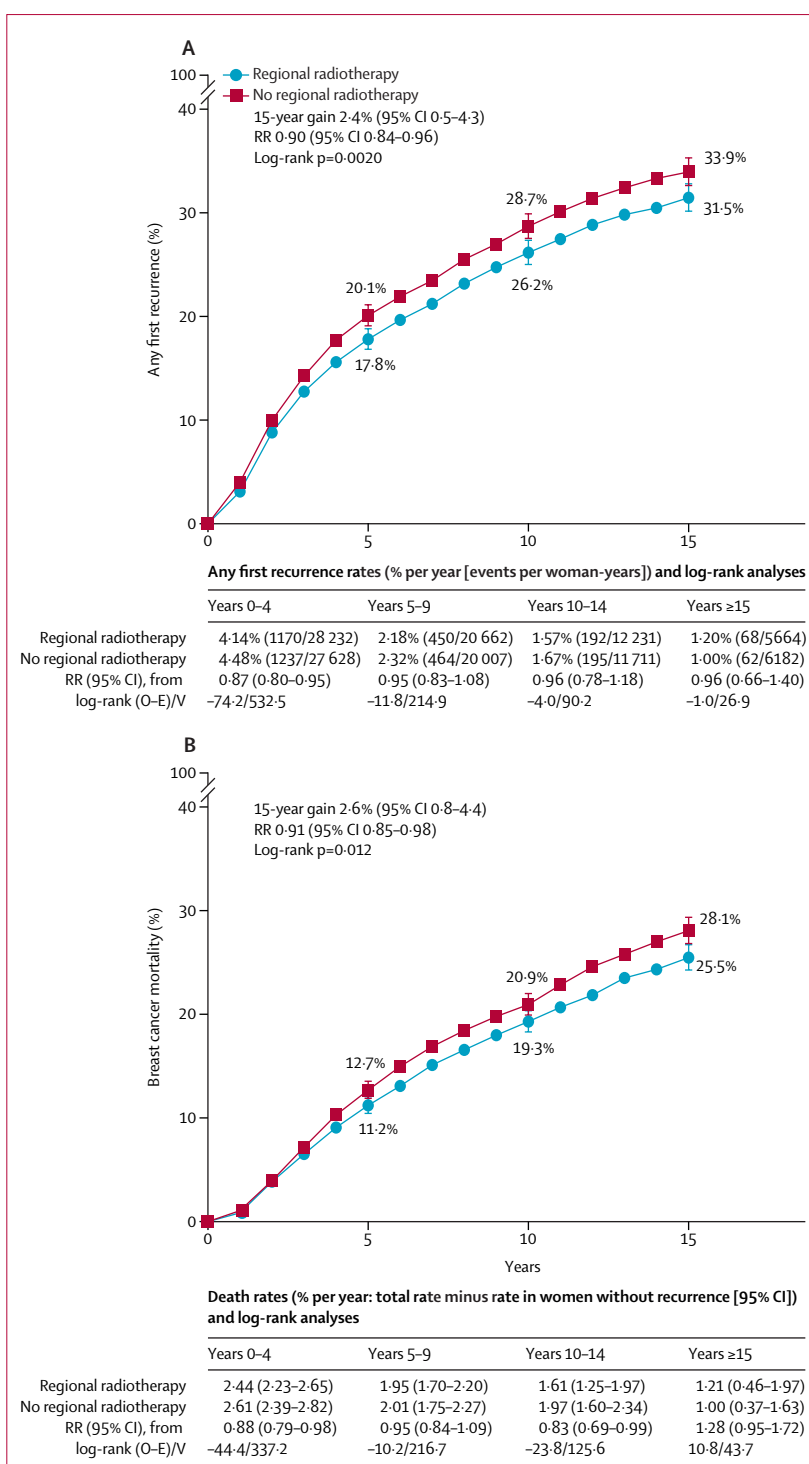 A
100
Regional radiotherapy
No regional radiotherapy
15-year gain 2·4% (95% CI 0·5–4·3)
RR 0·90 (95% CI 0·84–0·96)
Log-rank p=0·0020
40
30
20
10
0
Any first recurrence (%)
20·1%
17·8%
28·7%
26·2%
33·9%
31·5%
0 5 10 15
Any first recurrence rates (% per year [events per woman-years]) and log-rank analyses
Years 0–4 Years 5–9 Years 10–14 Years ≥15
Regional radiotherapy 4·14% (1170/28 232) 2·18% (450/20 662) 1·57% (192/12 231) 1·20% (68/5664)
No regional radiotherapy 4·48% (1237/27 628) 2·32% (464/20 007) 1·67% (195/11 711) 1·00% (62/6182)
RR (95% CI), from 0·87 (0·80–0·95) 0·95 (0·83–1·08) 0·96 (0·78–1·18) 0·96 (0·66–1·40)
log-rank (O–E)/V –74·2/532·5 –11·8/214·9 –4·0/90·2 –1·0/26·9
B
100
15-year gain 2·6% (95% CI 0·8–4·4)
RR 0·91 (95% CI 0·85–0·98)
Log-rank p=0·012
40
30
20
10
0
Breast cancer mortality (%)
12·7%
11·2%
20·9%
19·3%
28·1%
25·5%
0 5 10 15
Years
Death rates (% per year: total rate minus rate in women without recurrence [95% CI])
and log-rank analyses
Years 0–4 Years 5–9 Years 10–14 Years ≥15
Regional radiotherapy 2·44 (2·23–2·65) 1·95 (1·70–2·20) 1·61 (1·25–1·97) 1·21 (0·46–1·97)
No regional radiotherapy 2·61 (2·39–2·82) 2·01 (1·75–2·27) 1·97 (1·60–2·34) 1·00 (0·37–1·63)
RR (95% CI), from 0·88 (0·79–0·98) 0·95 (0·84–1·09) 0·83 (0·69–0·99) 1·28 (0·95–1·72)
log-rank (O–E)/V –44·4/337·2 –10·2/216·7 –23·8/125·6 10·8/43·7